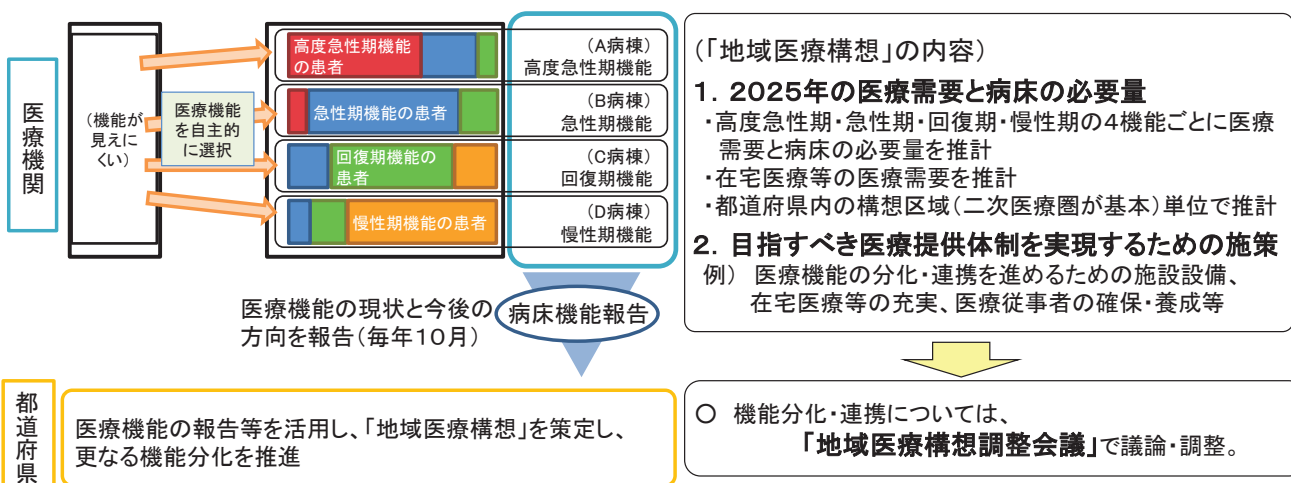 医療機関
(機能が
見えに
くい)
医療機能
を自主的
に選択
高度急性期機能
の患者
(A病棟)
高度急性期機能
急性期機能の患者
(B病棟)
急性期機能
回復期機能の
患者
(C病棟)
回復期機能
慢性期機能の患者
(D病棟)
慢性期機能
医療機能の現状と今後の
方向を報告(毎年10月)
病床機能報告
都道府県
医療機能の報告等を活用し、「地域医療構想」を策定し、
更なる機能分化を推進
(「地域医療構想」の内容)
1. 2025年の医療需要と病床の必要量
・高度急性期・急性期・回復期・慢性期の4機能ごとに医療
需要と病床の必要量を推計
・在宅医療等の医療需要を推計
・都道府県内の構想区域(二次医療圏が基本)単位で推計
2. 目指すべき医療提供体制を実現するための施策
例) 医療機能の分化・連携を進めるための施設設備、
在宅医療等の充実、医療従事者の確保・養成等
○ 機能分化・連携については、
「地域医療構想調整会議」で議論・調整。